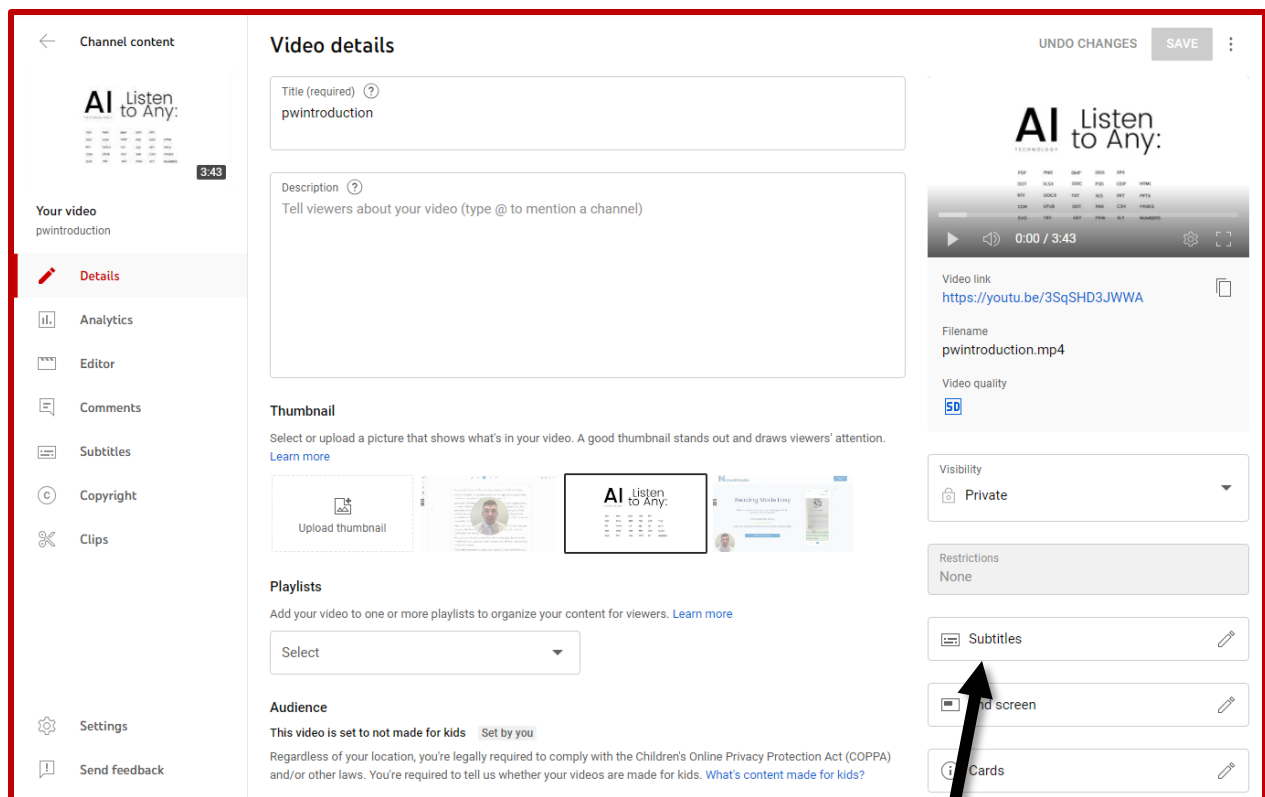 Channel content
AI Listen
to Any:
TECHNOLOGY
3:43
Your video
pwintroduction
Details
Analytics
Editor
Comments
Subtitles
Copyright
Clips
Settings
Send feedback
Video details
UNDO CHANGES
SAVE
Title (required) ?
pwintroduction
Description ?
Tell viewers about your video (type @ to mention a channel)
Thumbnail
Select or upload a picture that shows what's in your video. A good thumbnail stands out and draws viewers' attention.
Learn more
Upload thumbnail
AI Listen
to Any:
Reading Made Easy
Playlists
Add your video to one or more playlists to organize your content for viewers. Learn more
Select
Audience
This video is set to not made for kids Set by you
Regardless of your location, you're legally required to comply with the Children's Online Privacy Protection Act (COPPA)
and/or other laws. You're required to tell us whether your videos are made for kids. What's content made for kids?
AI Listen
to Any:
TECHNOLOGY
0:00 / 3:43
Video link
https://youtu.be/3SqSHD3JWWA
Filename
pwintroduction.mp4
Video quality
SD
Visibility
Private
Restrictions
None
Subtitles
nd screen
Cards